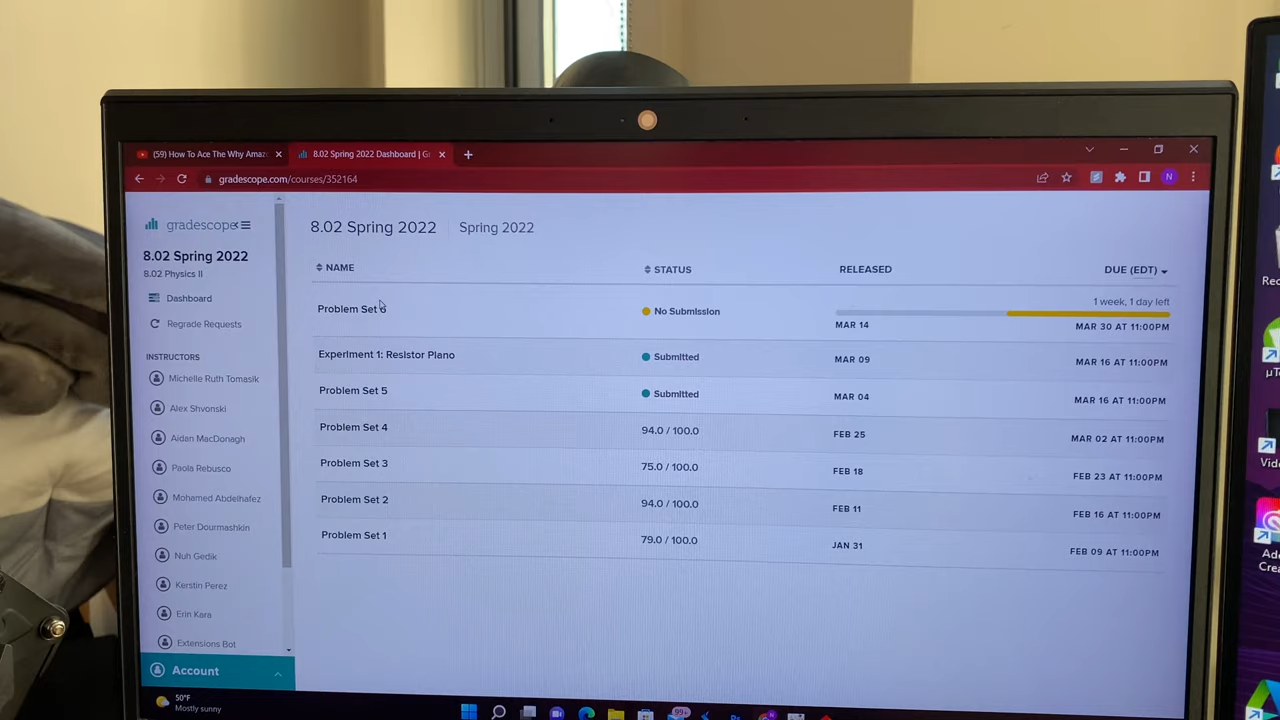 (59) How To Ace The Why Amaz
8.02 Spring 2022 Dashboard | Gr
gradescope.com/courses/352164
N
gradescope
8.02 Spring 2022
8.02 Physics II
Dashboard
Regrade Requests
INSTRUCTORS
Michelle Ruth Tomasik
Alex Shvonski
Aidan MacDonagh
Paola Rebusco
Mohamed Abdelhafez
Peter Dourmashkin
Nuh Gedik
Kerstin Perez
Erin Kara
Extensions Bot
Account
8.02 Spring 2022 Spring 2022
NAME STATUS RELEASED DUE (EDT)
Problem Set 6 No Submission MAR 14 1 week, 1 day left
MAR 30 AT 11:00PM
Experiment 1: Resistor Piano Submitted MAR 09 MAR 16 AT 11:00PM
Problem Set 5 Submitted MAR 04 MAR 16 AT 11:00PM
Problem Set 4 94.0 / 100.0 FEB 25 MAR 02 AT 11:00PM
Problem Set 3 75.0 / 100.0 FEB 18 FEB 23 AT 11:00PM
Problem Set 2 94.0 / 100.0 FEB 11 FEB 16 AT 11:00PM
Problem Set 1 79.0 / 100.0 JAN 31 FEB 09 AT 11:00PM
50°F
Mostly sunny
99+
Rec
µT
Vid
Ad
Crea